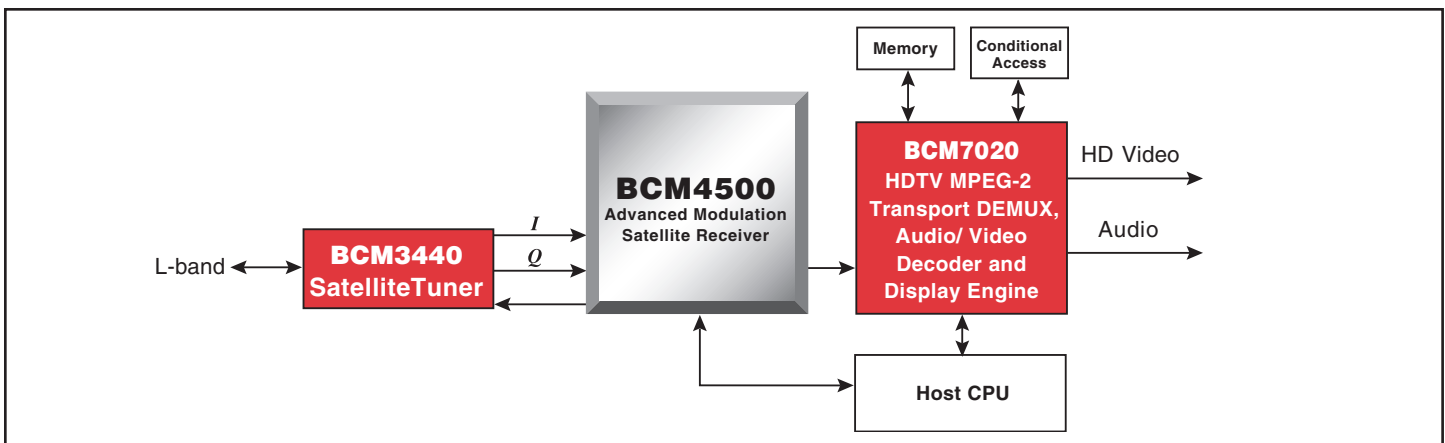 L-band
BCM3440
SatelliteTuner
I
Q
BCM4500
Advanced Modulation
Satellite Receiver
Memory
Conditional
Access
BCM7020
HDTV MPEG-2
Transport DEMUX,
Audio/ Video
Decoder and
Display Engine
HD Video
Audio
Host CPU